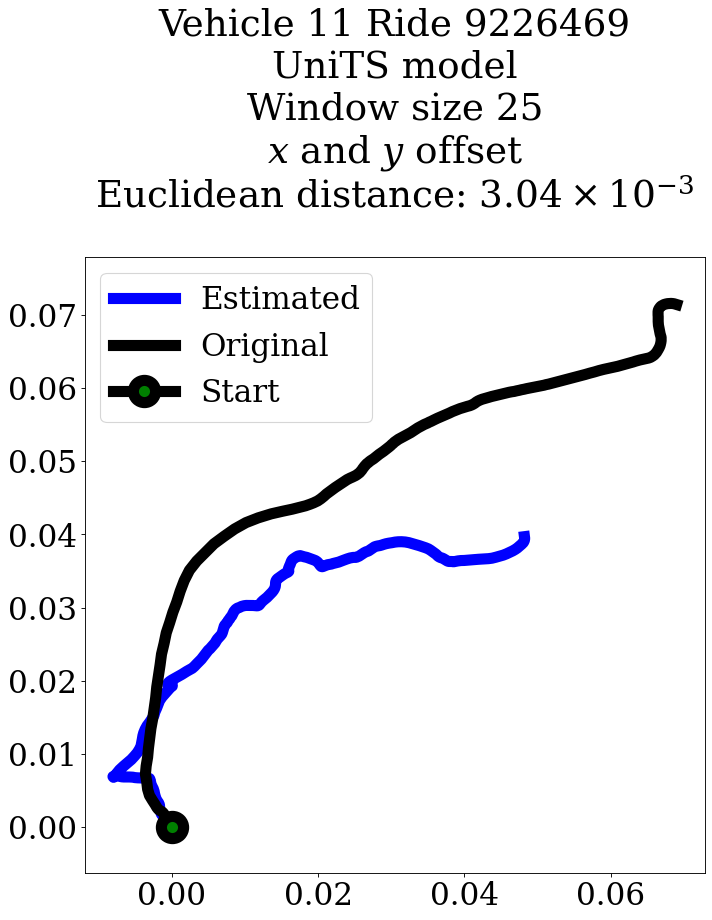 Vehicle 11 Ride 9226469
UniTS model
Window size 25
x and y offset
Euclidean distance: 3.04 × 10⁻³
Estimated
Original
Start
0.07
0.06
0.05
0.04
0.03
0.02
0.01
0.00
0.00 0.02 0.04 0.06